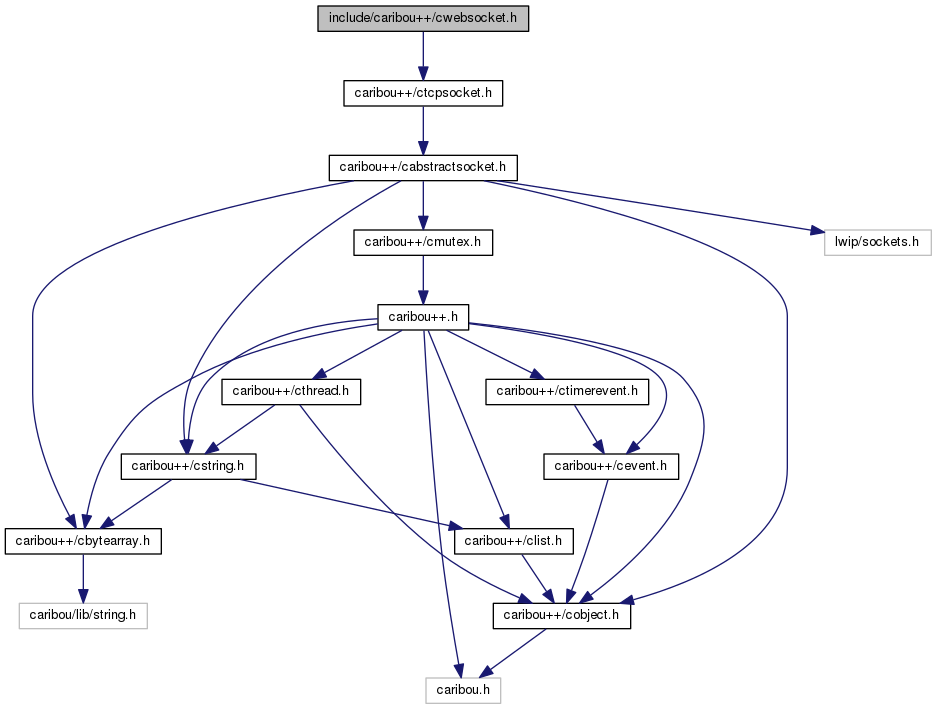 include/caribou++/cwebsocket.h
caribou++/ctcpsocket.h
caribou++/cabstractsocket.h
caribou++/cmutex.h
lwip/sockets.h
caribou++.h
caribou++/cthread.h
caribou++/ctimerevent.h
caribou++/cstring.h
caribou++/cevent.h
caribou++/cbytearray.h
caribou++/clist.h
caribou/lib/string.h
caribou++/cobject.h
caribou.h